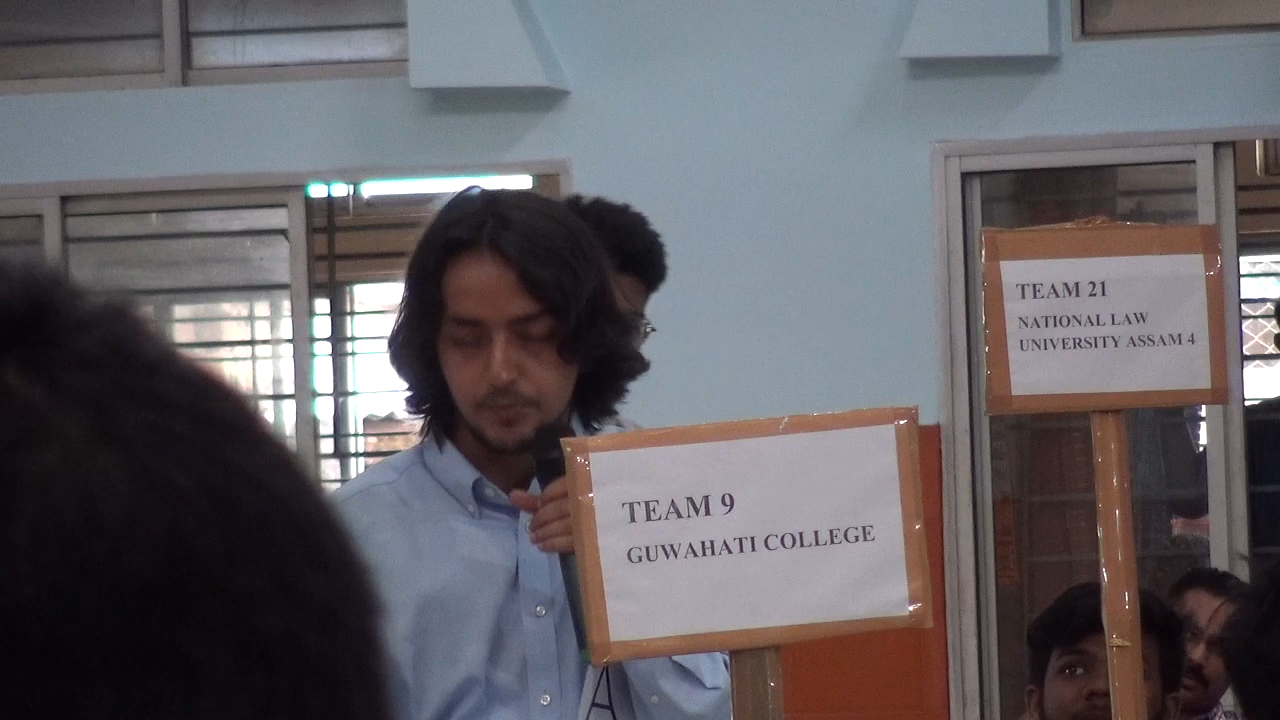 TEAM 9
GUWAHATI COLLEGE
TEAM 21
NATIONAL LAW
UNIVERSITY ASSAM 4